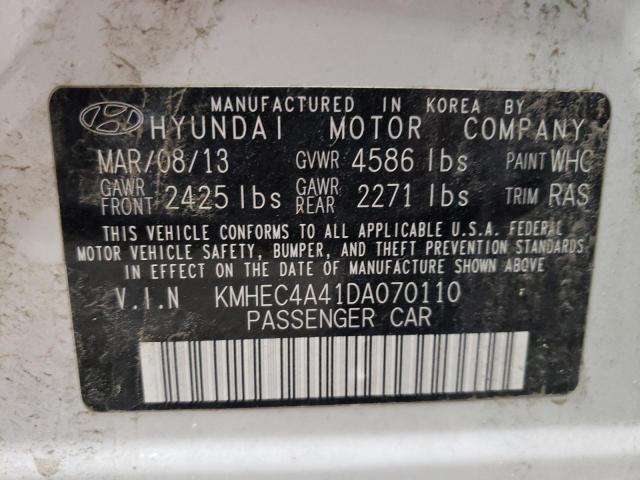 MANUFACTURED IN KOREA BY
HYUNDAI MOTOR COMPANY
MAR/08/13 GVWR 4586 lbs PAINT WHC
GAWR FRONT 2425 lbs GAWR REAR 2271 lbs TRIM RAS
THIS VEHICLE CONFORMS TO ALL APPLICABLE U.S.A. FEDERAL
MOTOR VEHICLE SAFETY, BUMPER, AND THEFT PREVENTION STANDARDS
IN EFFECT ON THE DATE OF MANUFACTURE SHOWN ABOVE
V.I.N KMHEC4A41DA070110
PASSENGER CAR